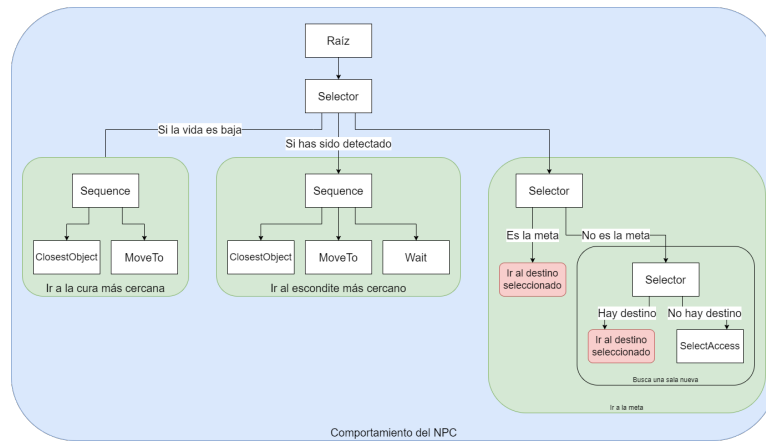 Raíz
Selector
Si la vida es baja
Si has sido detectado
Sequence
ClosestObject
MoveTo
Ir a la cura más cercana
Sequence
ClosestObject
MoveTo
Wait
Ir al escondite más cercano
Selector
Es la meta
No es la meta
Ir al destino
seleccionado
Selector
Hay destino
No hay destino
Ir al destino
seleccionado
SelectAccess
Busca una sala nueva
Ir a la meta
Comportamiento del NPC